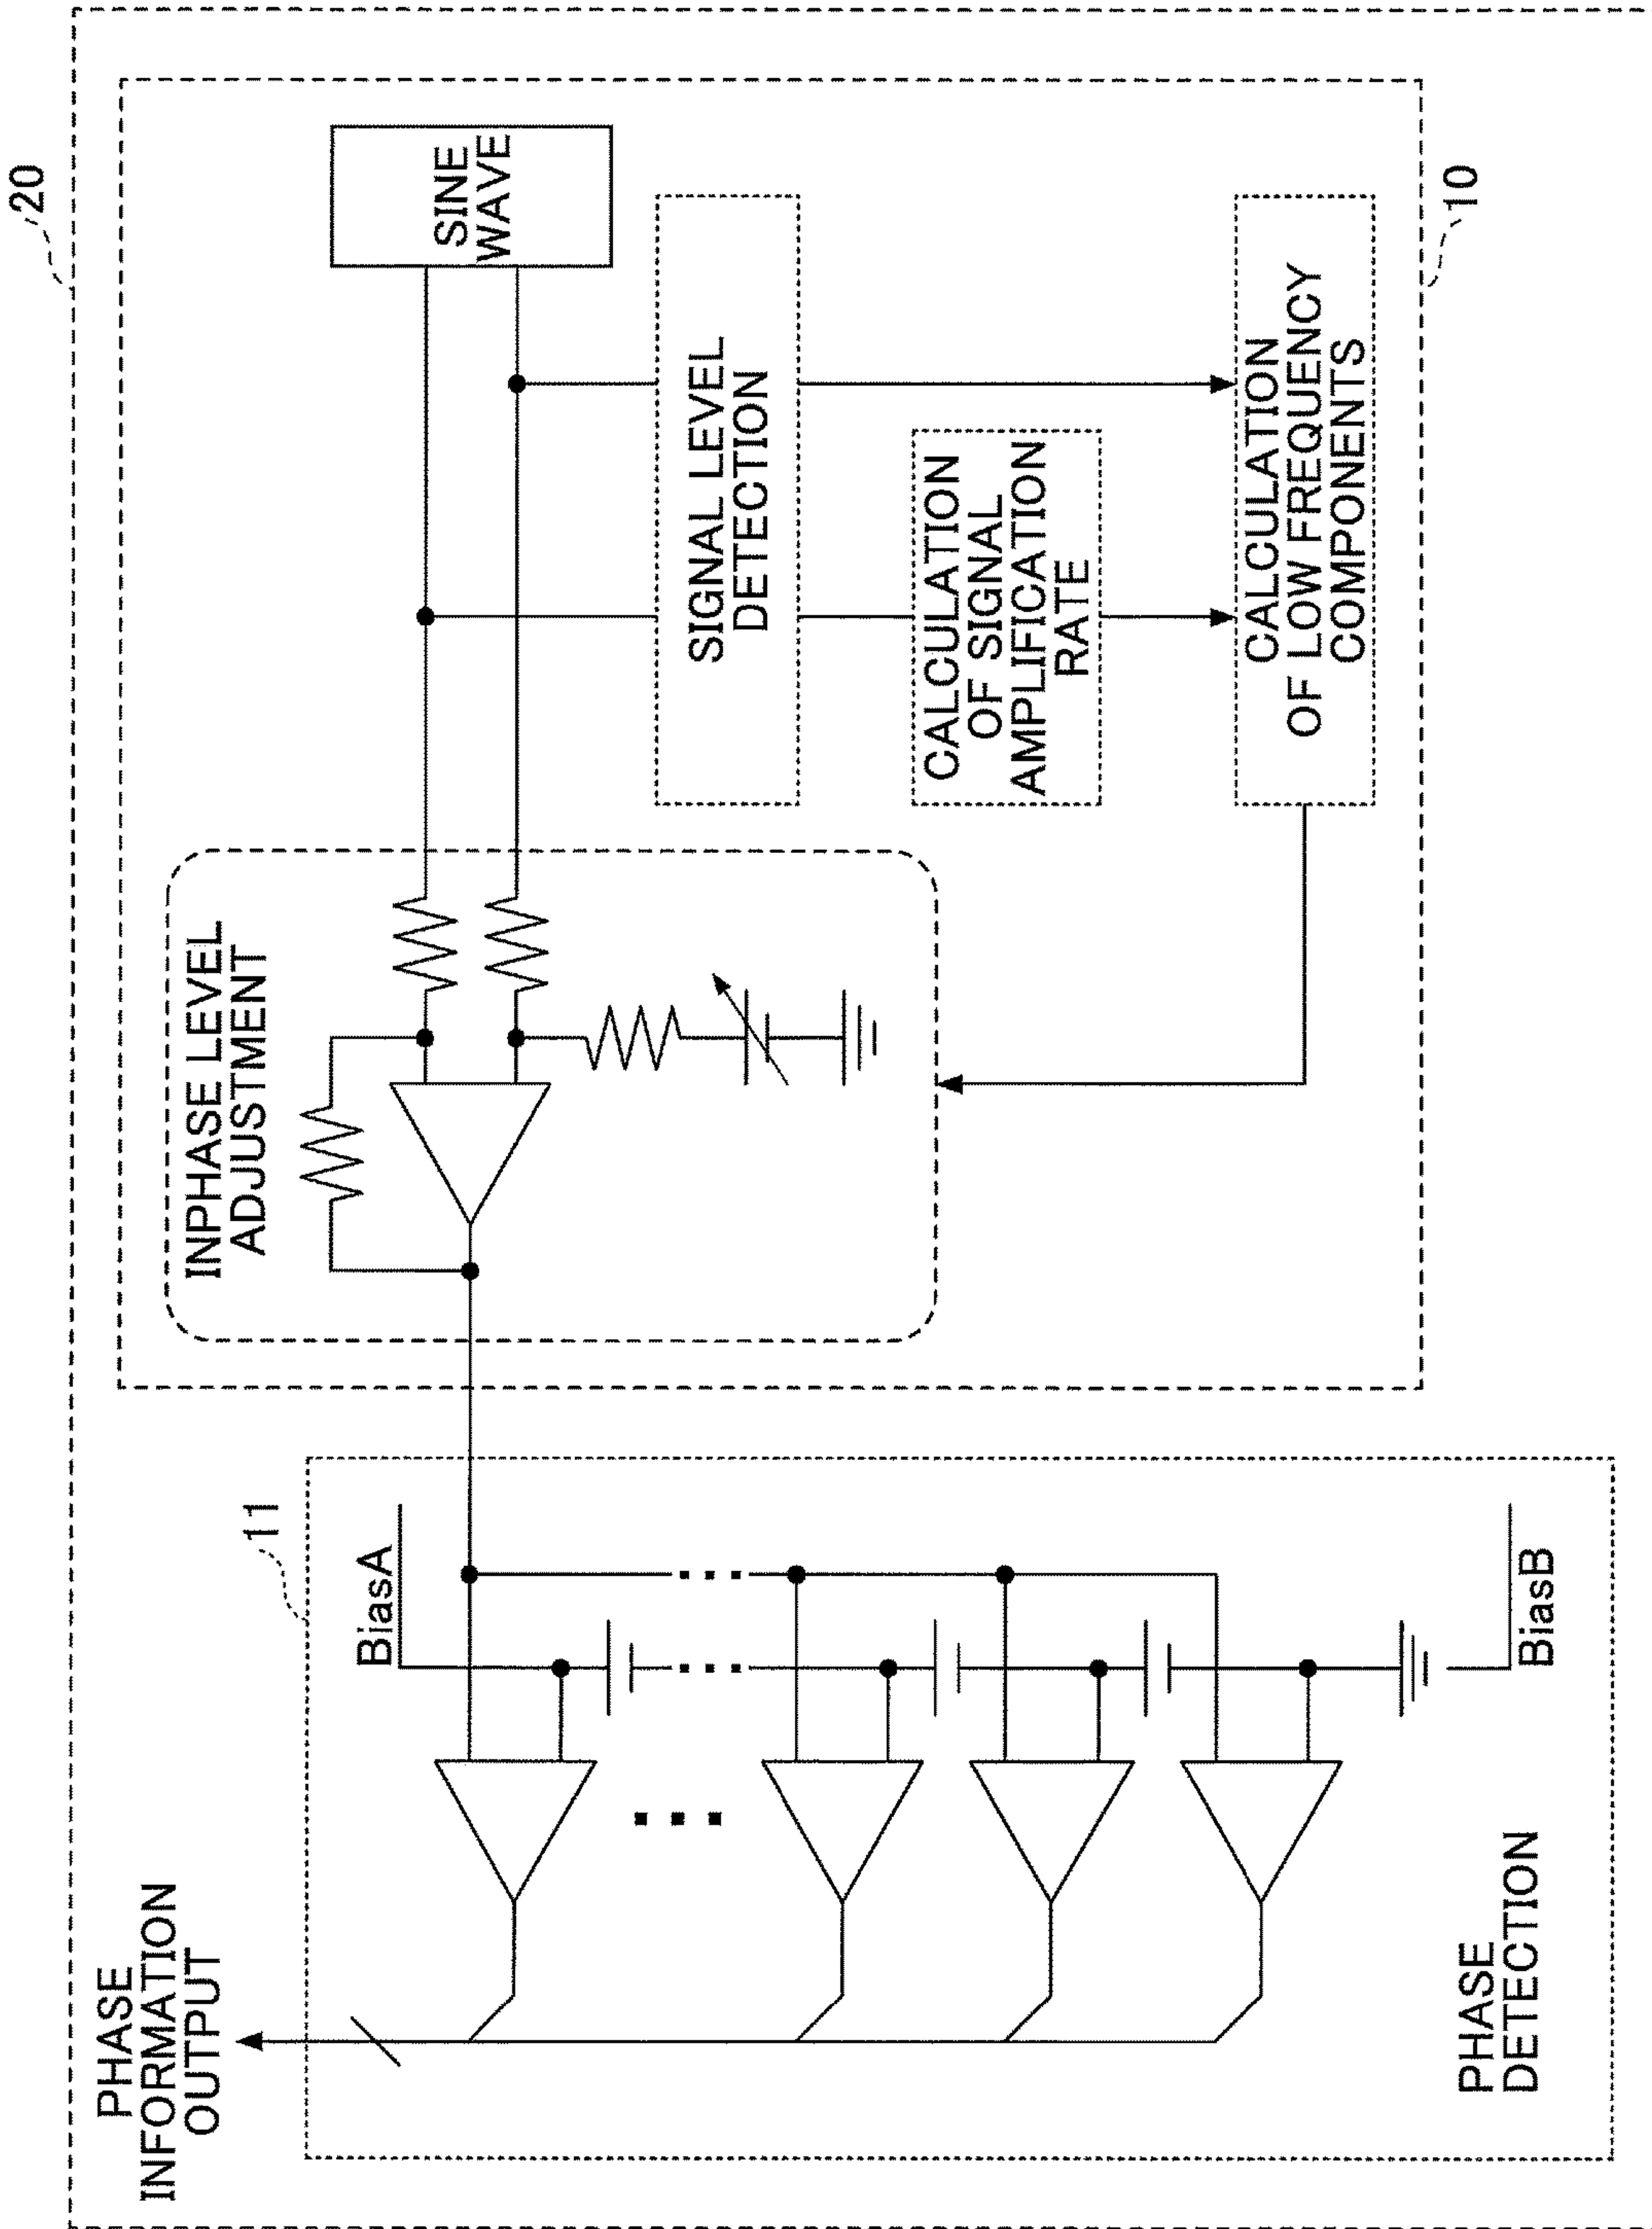 20
SINE
WAVE
SIGNAL LEVEL
DETECTION
CALCULATION
OF SIGNAL
AMPLIFICATION
RATE
CALCULATION
OF LOW FREQUENCY
COMPONENTS
10
INPHASE LEVEL
ADJUSTMENT
11
BiasA
BiasB
PHASE
DETECTION
PHASE
INFORMATION
OUTPUT